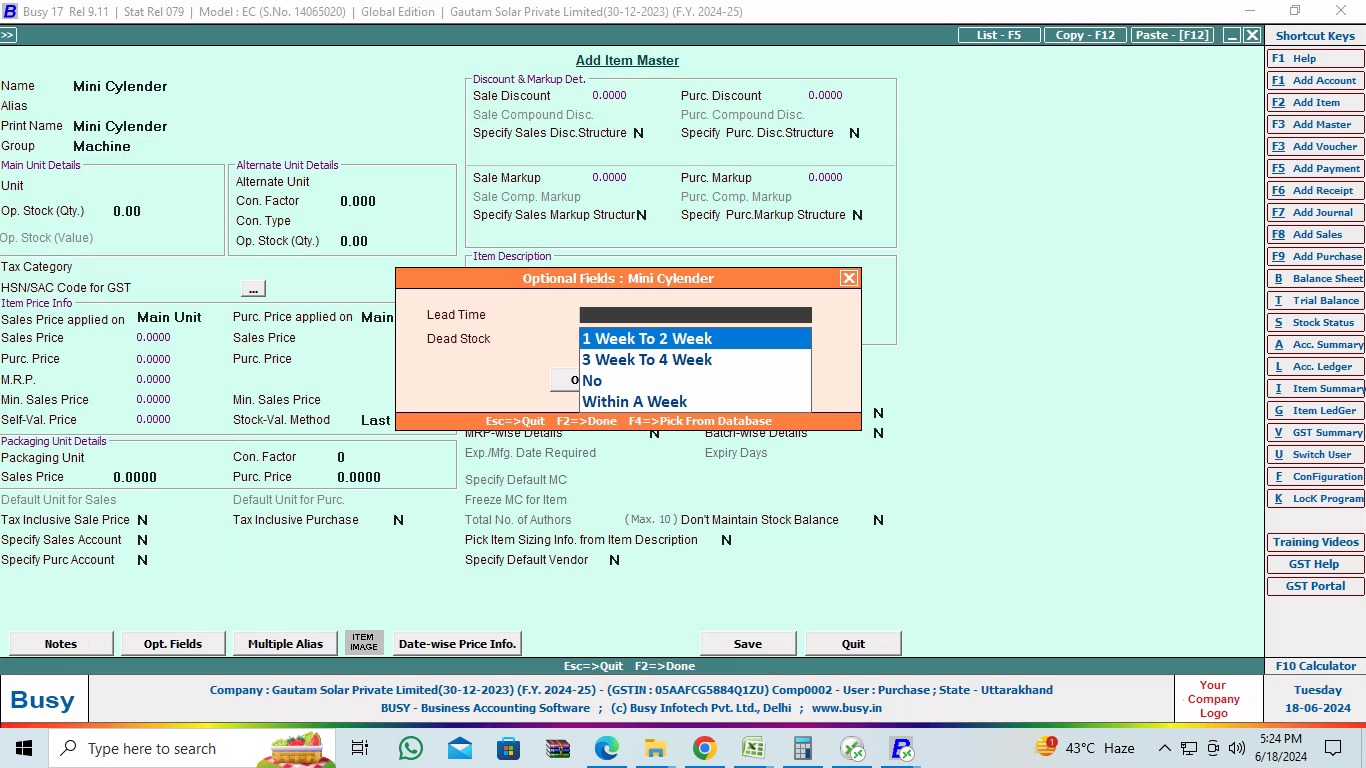 Busy 17 Rel 9.11 | Stat Rel 079 | Model : EC (S.No. 14065020) | Global Edition | Gautam Solar Private Limited(30-12-2023) (F.Y. 2024-25)
>> List - F5 Copy - F12 Paste - [F12] Shortcut Keys
Add Item Master
Name Mini Cylender
Alias
Print Name Mini Cylender
Group Machine
Main Unit Details
Unit
Op. Stock (Qty.) 0.00
Op. Stock (Value)
Alternate Unit Details
Alternate Unit
Con. Factor 0.000
Con. Type
Op. Stock (Qty.) 0.00
Tax Category
HSN/SAC Code for GST ...
Item Price Info
Sales Price applied on Main Unit Purc. Price applied on Main
Sales Price 0.0000 Sales Price
Purc. Price 0.0000 Purc. Price
M.R.P. 0.0000
Min. Sales Price 0.0000 Min. Sales Price
Self-Val. Price 0.0000 Stock-Val. Method Last
Packaging Unit Details
Packaging Unit Con. Factor 0
Sales Price 0.0000 Purc. Price 0.0000
Default Unit for Sales Default Unit for Purc.
Tax Inclusive Sale Price N Tax Inclusive Purchase N
Specify Sales Account N
Specify Purc Account N
Discount & Markup Det.
Sale Discount 0.0000 Purc. Discount 0.0000
Sale Compound Disc. Purc. Compound Disc.
Specify Sales Disc.Structure N Specify Purc. Disc.Structure N
Sale Markup 0.0000 Purc. Markup 0.0000
Sale Comp. Markup Purc. Comp. Markup
Specify Sales Markup StructurN Specify Purc.Markup Structure N
Item Description
Optional Fields : Mini Cylender
Lead Time
Dead Stock
1 Week To 2 Week
3 Week To 4 Week
No
Within A Week
O
Esc=>Quit F2=>Done F4=>Pick From Database
N
MRP-wise Details N Batch-wise Details N
Exp./Mfg. Date Required Expiry Days
Specify Default MC
Freeze MC for Item
Total No. of Authors (Max. 10) Don't Maintain Stock Balance N
Pick Item Sizing Info. from Item Description N
Specify Default Vendor N
Notes Opt. Fields Multiple Alias ITEM IMAGE Date-wise Price Info. Save Quit
Esc=>Quit F2=>Done
F1 Help
F1 Add Account
F2 Add Item
F3 Add Master
F3 Add Voucher
F5 Add Payment
F6 Add Receipt
F7 Add Journal
F8 Add Sales
F9 Add Purchase
B Balance Sheet
T Trial Balance
S Stock Status
A Acc. Summary
L Acc. Ledger
I Item Summary
G Item LedGer
V GST Summary
U Switch User
F ConFiguration
K LocK Program
Training Videos
GST Help
GST Portal
F10 Calculator
Busy
Company : Gautam Solar Private Limited(30-12-2023) (F.Y. 2024-25) - (GSTIN : 05AAFCG5884Q1ZU) Comp0002 - User : Purchase ; State - Uttarakhand
BUSY - Business Accounting Software ; (c) Busy Infotech Pvt. Ltd., Delhi ; www.busy.in
Your
Company
Logo
Tuesday
18-06-2024
Type here to search
1
43°C Haze
5:24 PM
6/18/2024